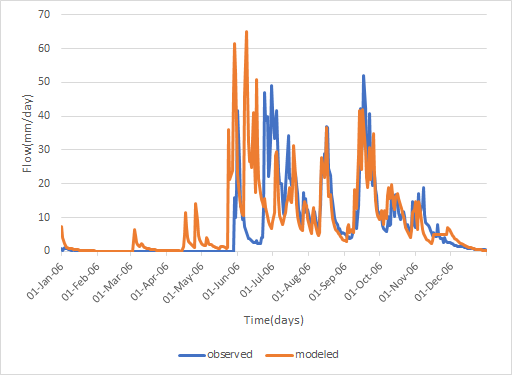 70
60
50
40
30
20
10
0
Flow(mm/day)
01-Jan-06
01-Feb-06
01-Mar-06
01-Apr-06
01-May-06
01-Jun-06
01-Jul-06
01-Aug-06
01-Sep-06
01-Oct-06
01-Nov-06
01-Dec-06
Time(days)
observed modeled